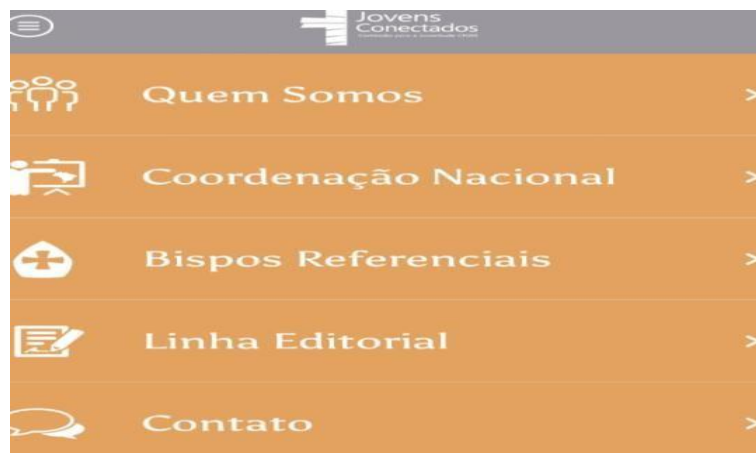 Jovens
Conectados
Quem Somos
>
Coordenação Nacional
>
Bispos Referenciais
>
Linha Editorial
>
Contato
>